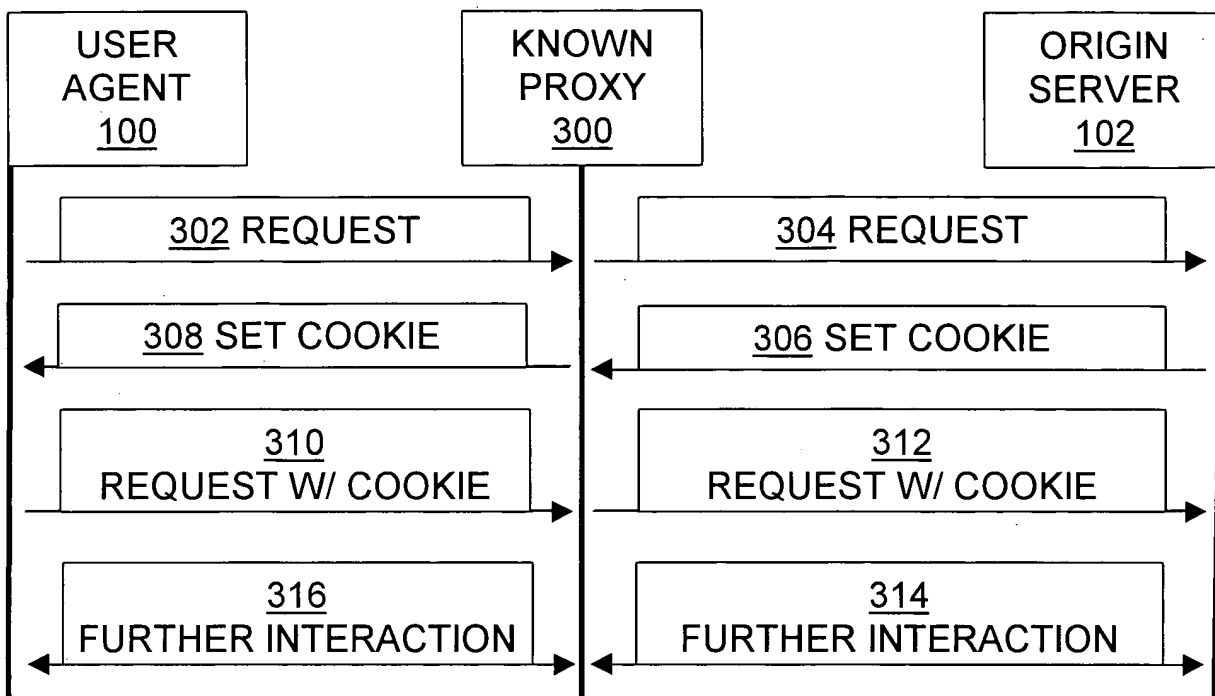 USER
AGENT
100
KNOWN
PROXY
300
ORIGIN
SERVER
102
302 REQUEST
304 REQUEST
308 SET COOKIE
306 SET COOKIE
310
REQUEST W/ COOKIE
312
REQUEST W/ COOKIE
316
FURTHER INTERACTION
314
FURTHER INTERACTION